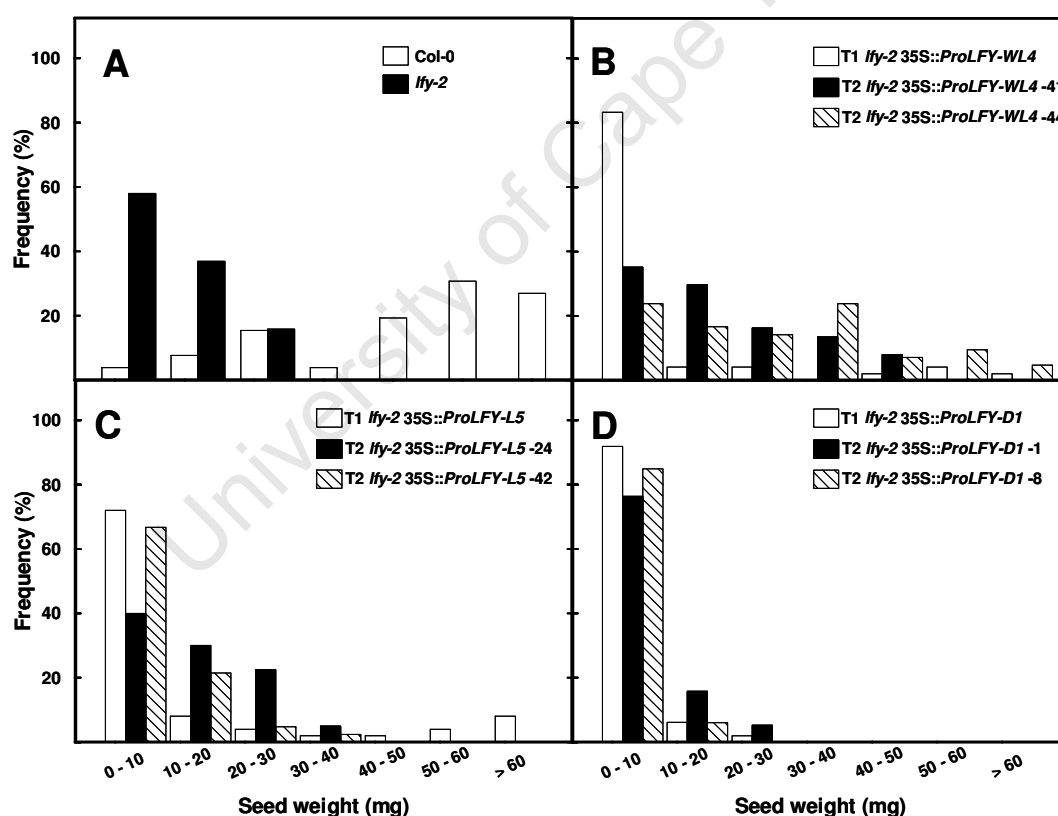 A
Col-0
lfy-2
100
80
60
40
20
Frequency (%)
B
T1 lfy-2 35S::ProLFY-WL4
T2 lfy-2 35S::ProLFY-WL4 -41
T2 lfy-2 35S::ProLFY-WL4 -44
C
T1 lfy-2 35S::ProLFY-L5
T2 lfy-2 35S::ProLFY-L5 -24
T2 lfy-2 35S::ProLFY-L5 -42
100
80
60
40
20
Frequency (%)
0 - 10
10 - 20
20 - 30
30 - 40
40 - 50
50 - 60
> 60
Seed weight (mg)
D
T1 lfy-2 35S::ProLFY-D1
T2 lfy-2 35S::ProLFY-D1 -1
T2 lfy-2 35S::ProLFY-D1 -8
0 - 10
10 - 20
20 - 30
30 - 40
40 - 50
50 - 60
> 60
Seed weight (mg)
University of Cape